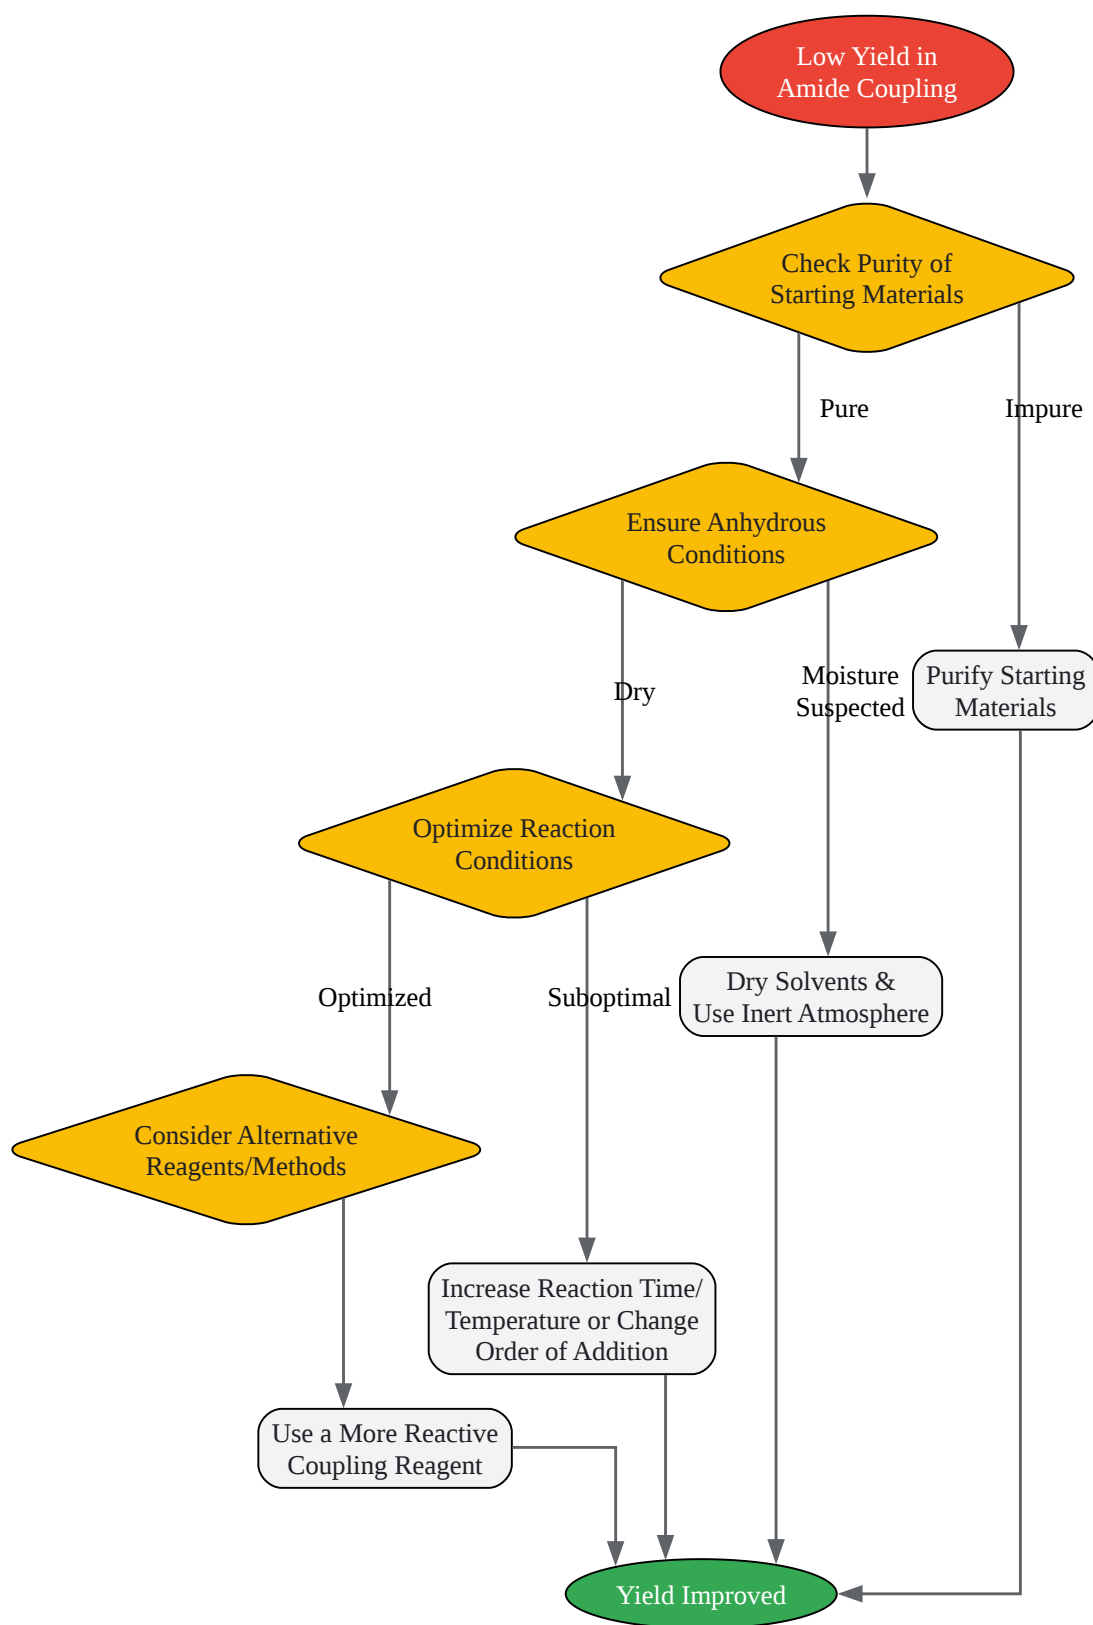 Low Yield in
Amide Coupling
Check Purity of
Starting Materials
Pure
Impure
Ensure Anhydrous
Conditions
Dry
Moisture
Suspected
Purify Starting
Materials
Optimize Reaction
Conditions
Optimized
Suboptimal
Dry Solvents &
Use Inert Atmosphere
Consider Alternative
Reagents/Methods
Increase Reaction Time/
Temperature or Change
Order of Addition
Use a More Reactive
Coupling Reagent
Yield Improved